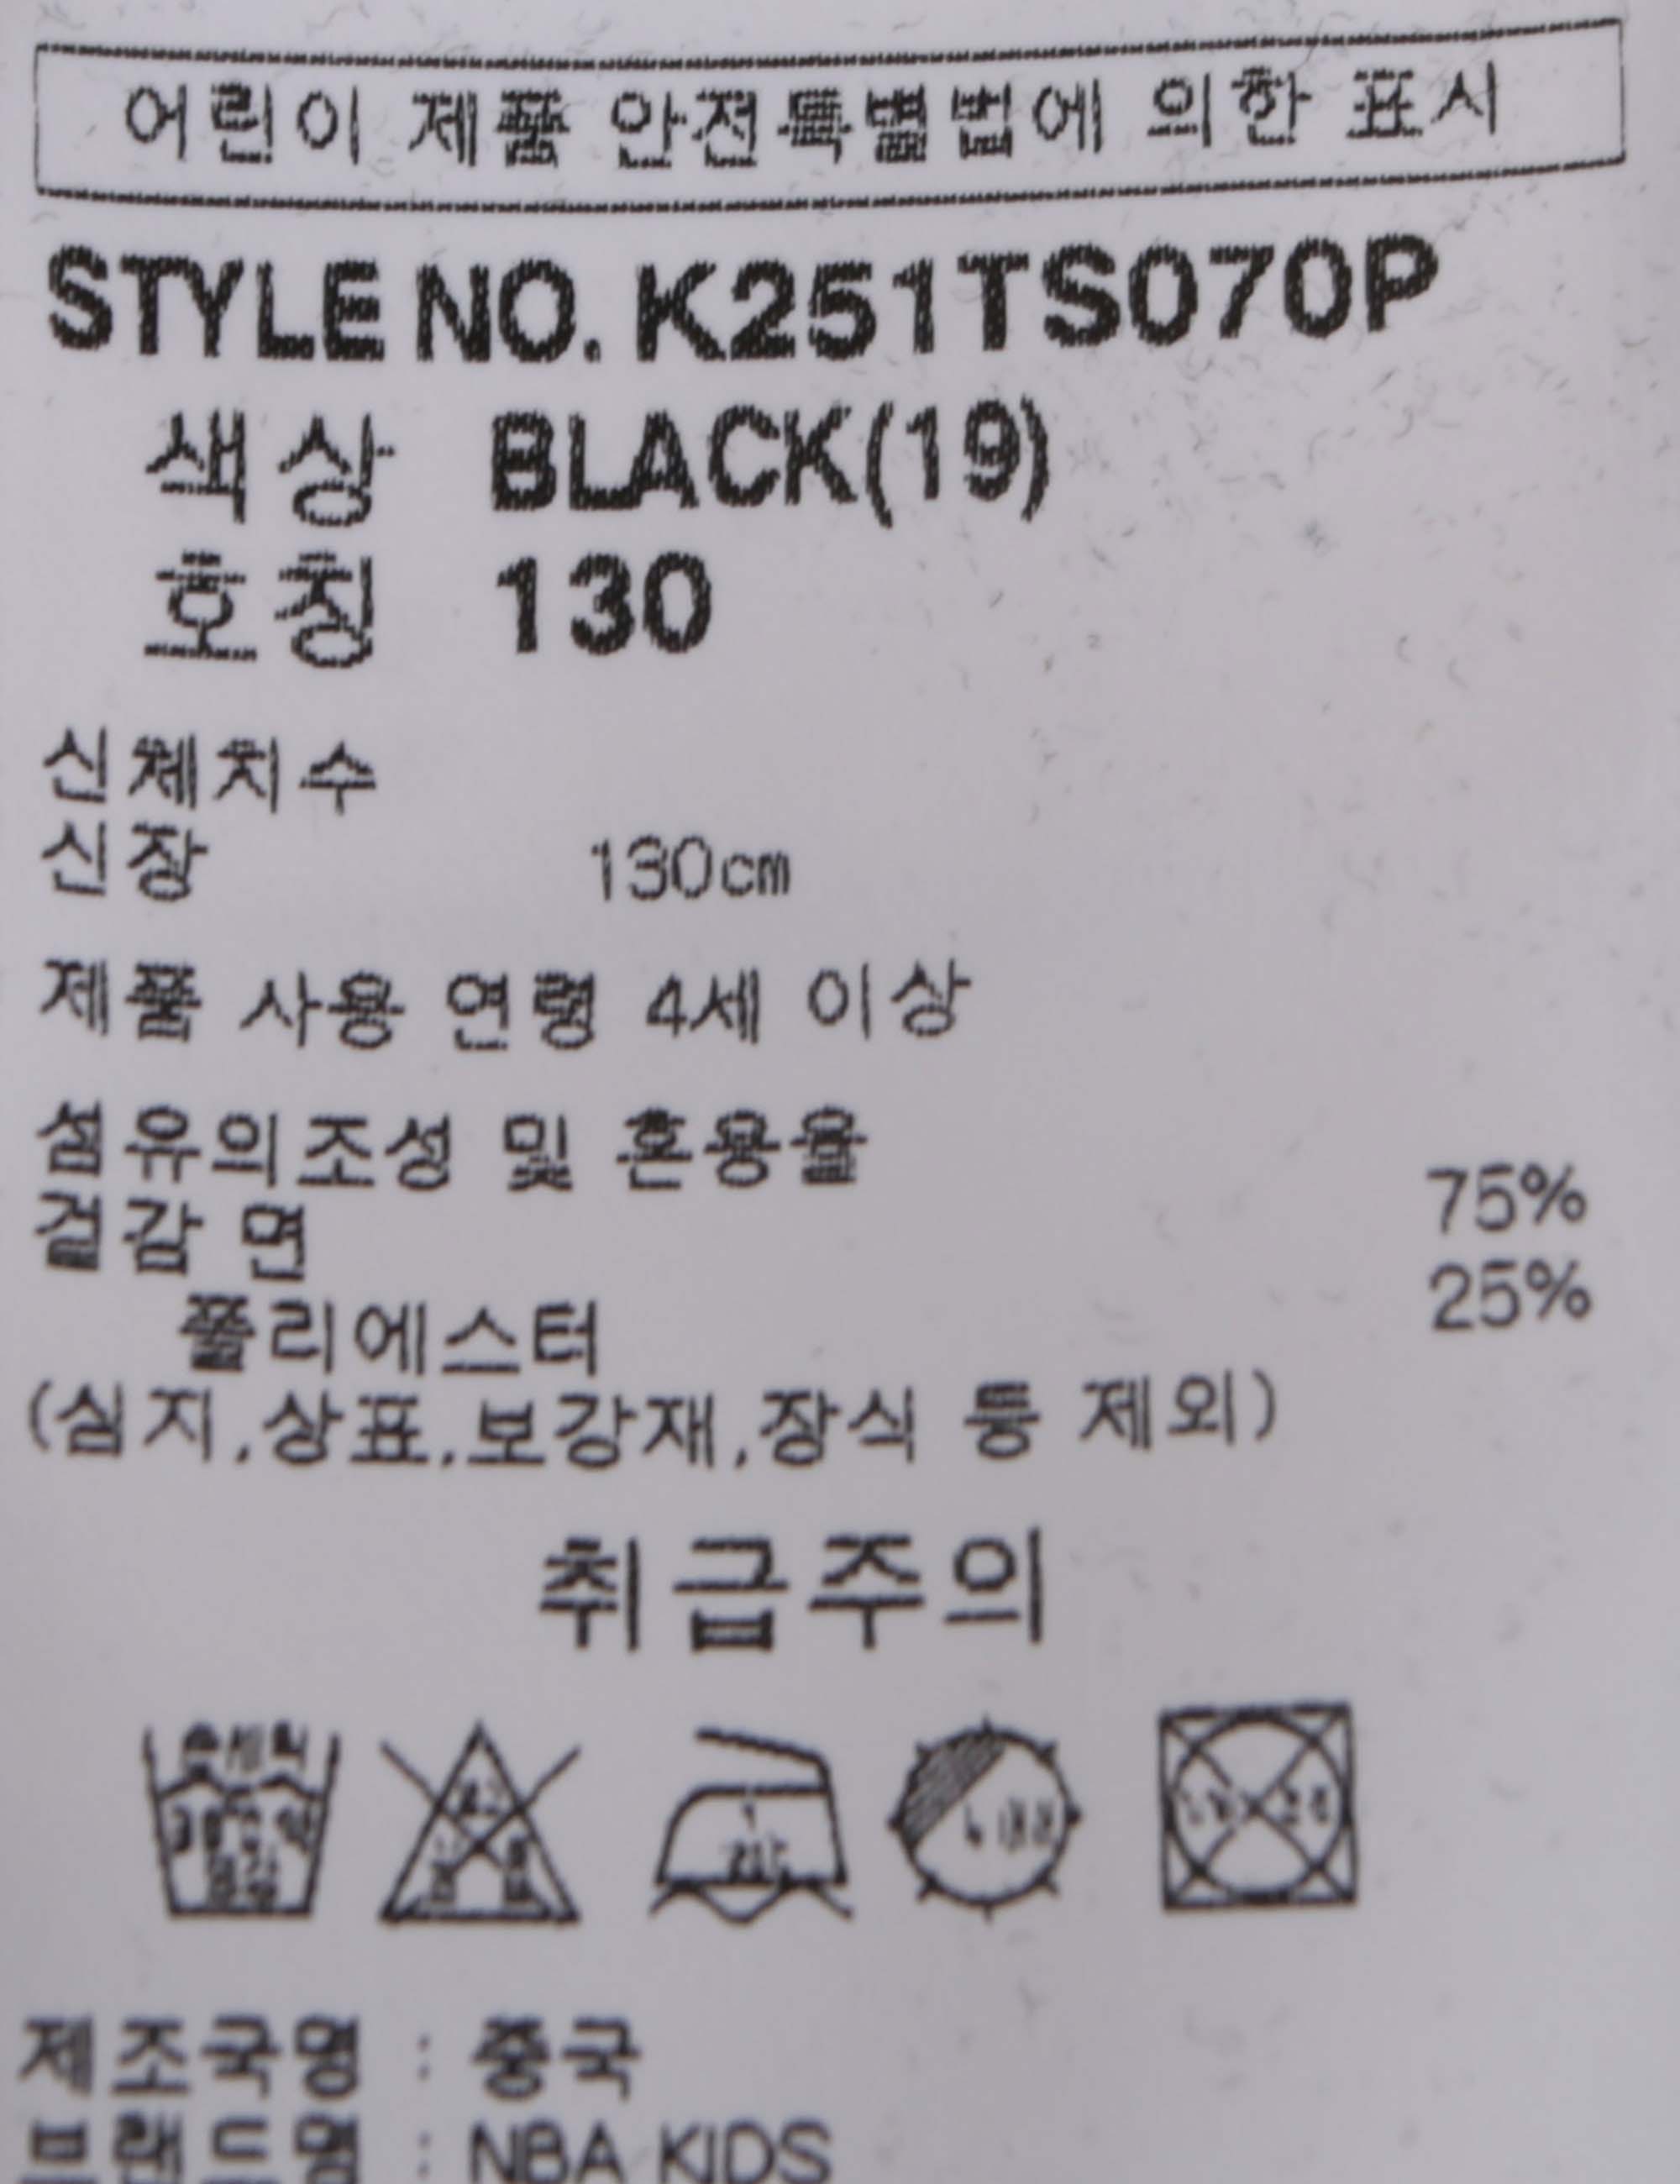 어린이 제품 안전특별법에 의한 표시
STYLE NO. K251TS070P
색상 BLACK(19)
호칭 130
신체치수
신장 130cm
제품 사용 연령 4세 이상
섬유의조성 및 혼용율
겉감 면 75%
폴리에스터 25%
(심지,상표,보강재,장식 등 제외)
취급주의
손세탁
제조국명 : 중국
브랜드명 : NBA KIDS